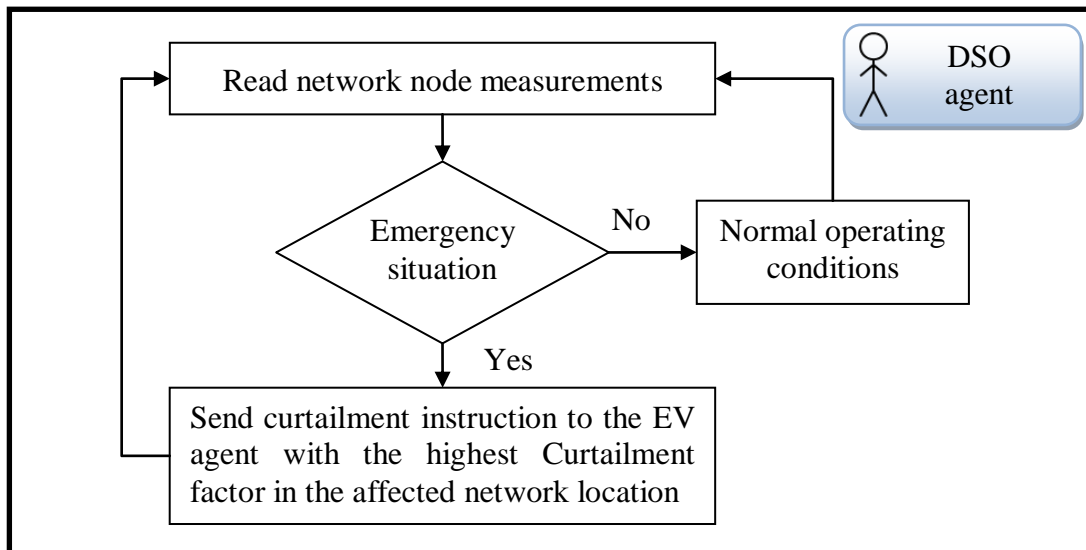 Read network node measurements
DSO
agent
Emergency
situation
No
Normal operating
conditions
Yes
Send curtailment instruction to the EV
agent with the highest Curtailment
factor in the affected network location